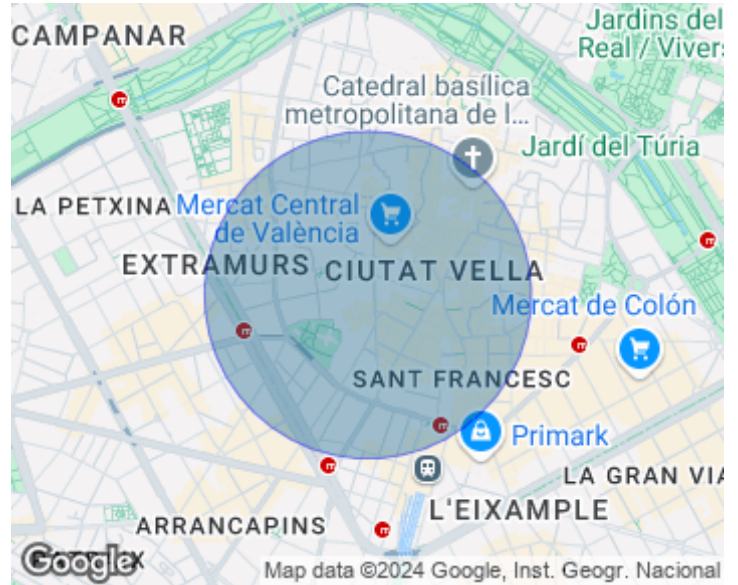 CAMPANAR
Jardins del
Real / Viver
Catedral basílica
metropolitana de l...
Jardí del Túria
LA PETXINA
Mercat Central
de València
EXTRAMURS
CIUTAT VELLA
Mercat de Colón
SANT FRANCESC
Primark
LA GRAN VIA
L'EIXAMPLE
ARRANCAPINS
Google
Map data ©2024 Google, Inst. Geogr. Nacional